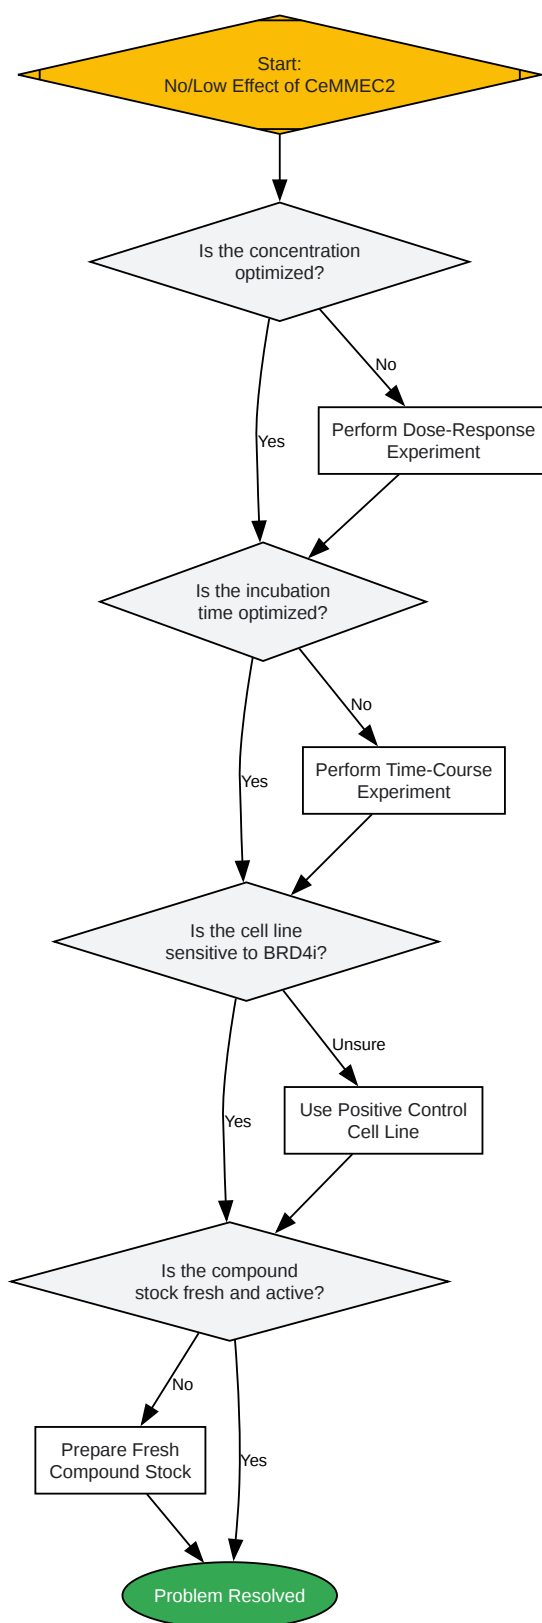 Start:
No/Low Effect of CeMMEC2
Is the concentration
optimized?
No
Perform Dose-Response
Experiment
Yes
Is the incubation
time optimized?
No
Perform Time-Course
Experiment
Yes
Is the cell line
sensitive to BRD4i?
Unsure
Use Positive Control
Cell Line
Yes
Is the compound
stock fresh and active?
No
Prepare Fresh
Compound Stock
Yes
Problem Resolved